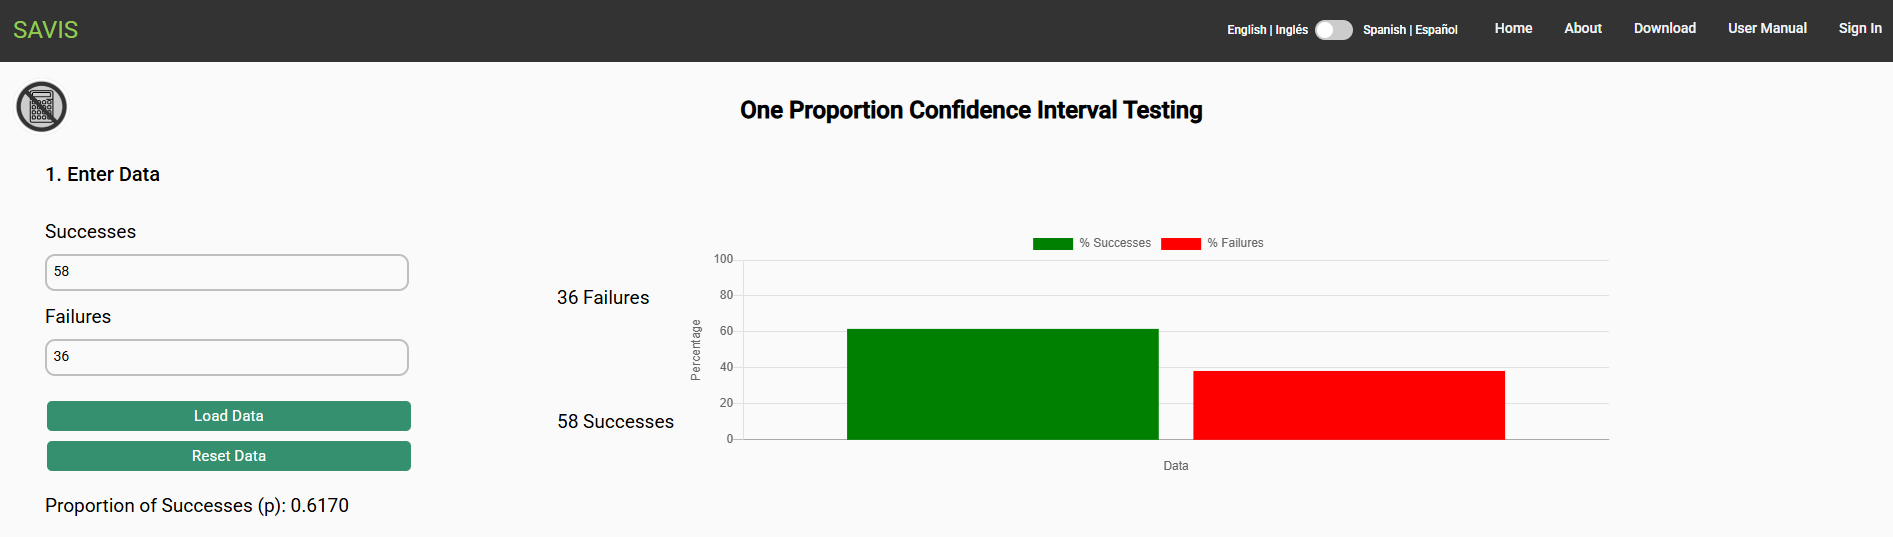 SAVIS
English | Inglés Spanish | Español Home About Download User Manual Sign In
One Proportion Confidence Interval Testing
1. Enter Data
Successes
58
Failures
36
Load Data
Reset Data
Proportion of Successes (p): 0.6170
36 Failures
58 Successes
% Successes % Failures
100
80
60
40
20
0
Percentage
Data